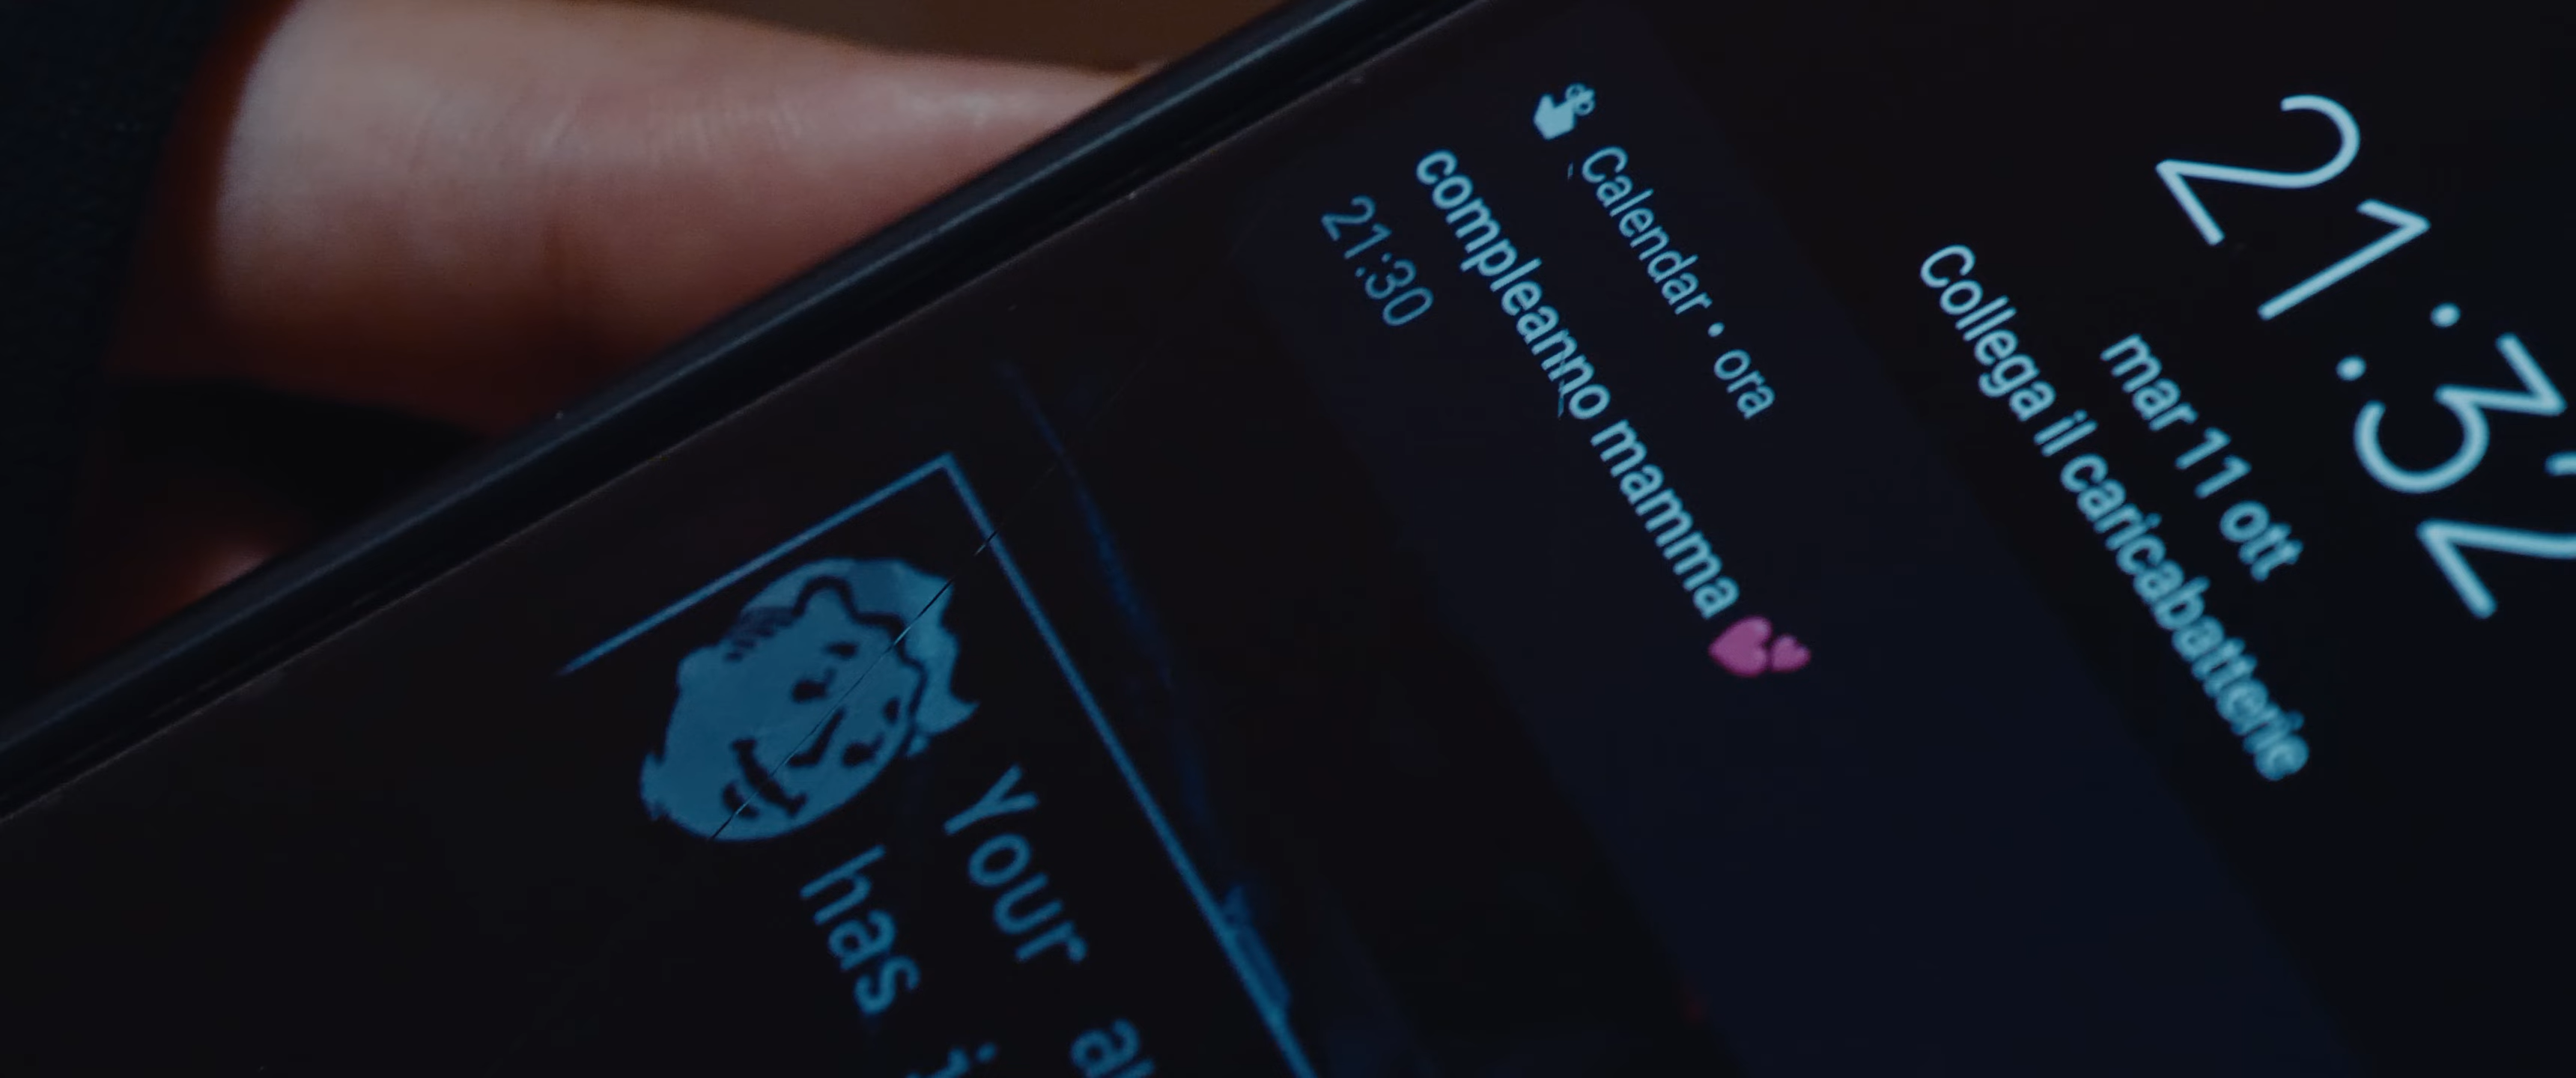 21:32
mar 11 ott
Collega il caricabatterie
Calendar • ora
compleanno mamma 💕
21:30
Your
has